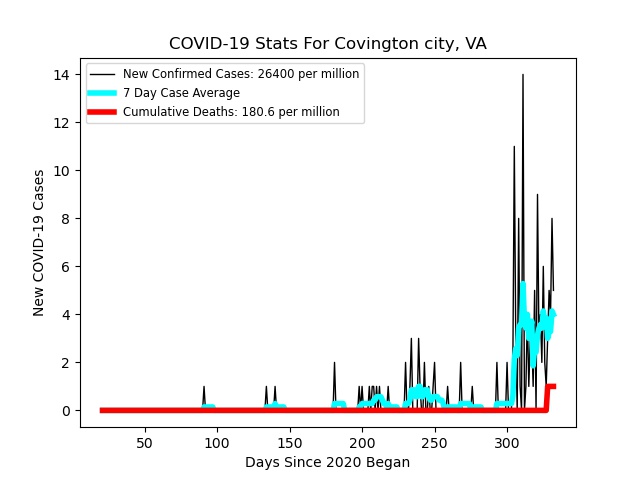 COVID-19 Stats For Covington city, VA
New Confirmed Cases: 26400 per million
7 Day Case Average
Cumulative Deaths: 180.6 per million
New COVID-19 Cases
14
12
10
8
6
4
2
0
50 100 150 200 250 300
Days Since 2020 Began